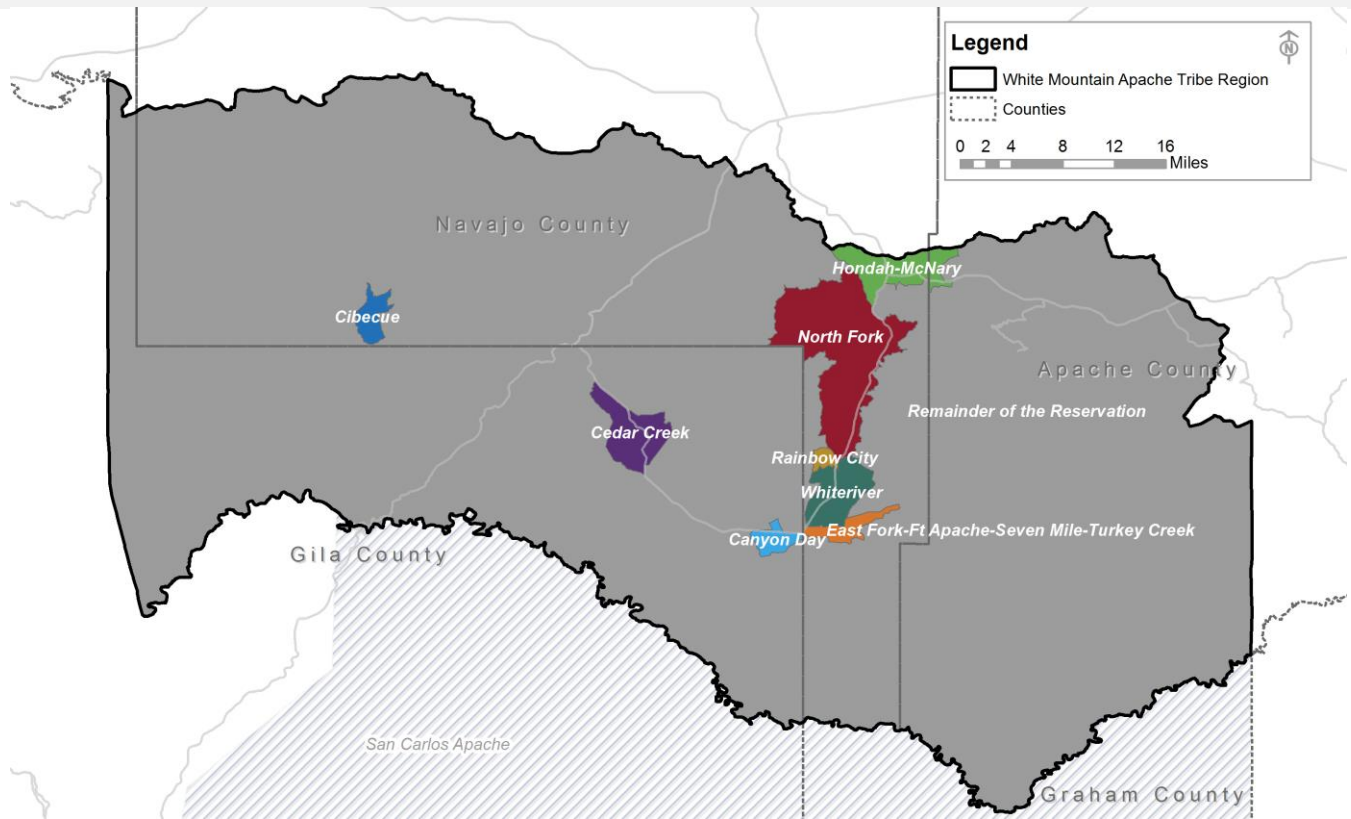 Legend
N
White Mountain Apache Tribe Region
Counties
0 2 4 8 12 16
Miles
Navajo County
Hondah-McNary
Cibecue
North Fork
Apache County
Remainder of the Reservation
Cedar Creek
Rainbow City
Whiteriver
East Fork-Ft Apache-Seven Mile-Turkey Creek
Canyon Day
Gila County
San Carlos Apache
Graham County